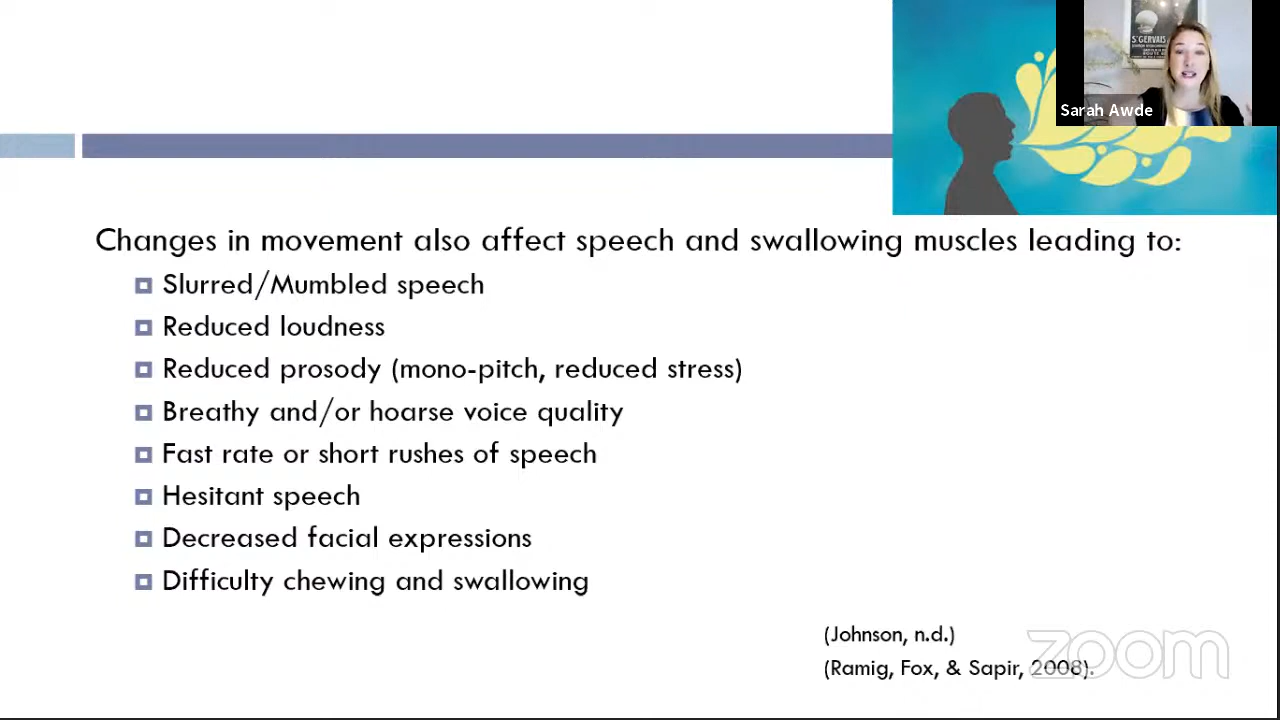 S'GERVAIS
Sarah Awde
Changes in movement also affect speech and swallowing muscles leading to:
Slurred/Mumbled speech
Reduced loudness
Reduced prosody (mono-pitch, reduced stress)
Breathy and/or hoarse voice quality
Fast rate or short rushes of speech
Hesitant speech
Decreased facial expressions
Difficulty chewing and swallowing
(Johnson, n.d.)
(Ramig, Fox, & Sapir, 2008).
zoom